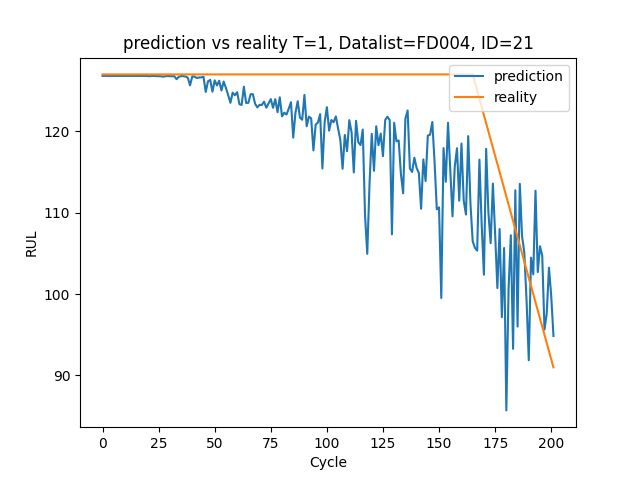 prediction vs reality T=1, Datalist=FD004, ID=21
prediction
reality
RUL
120
110
100
90
0 25 50 75 100 125 150 175 200
Cycle